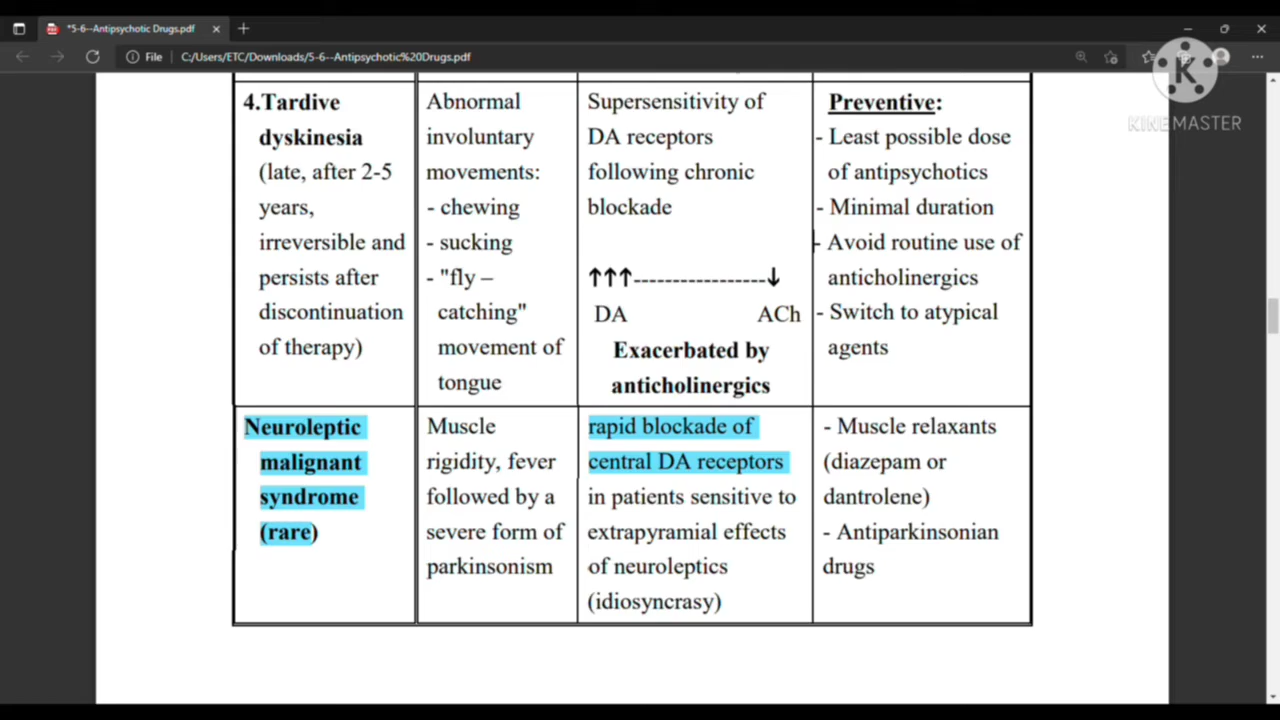 *5-6--Antipsychotic Drugs.pdf
File
C:/Users/ETC/Downloads/5-6--Antipsychotic%20Drugs.pdf
K
KINEMASTER
4.Tardive
dyskinesia
(late, after 2-5
years,
irreversible and
persists after
discontinuation
of therapy)
Abnormal
involuntary
movements:
- chewing
- sucking
- "fly –
catching"
movement of
tongue
Supersensitivity of
DA receptors
following chronic
blockade
↑↑↑-----------------↓
DA ACh
Exacerbated by
anticholinergics
Preventive:
- Least possible dose
of antipsychotics
- Minimal duration
- Avoid routine use of
anticholinergics
- Switch to atypical
agents
Neuroleptic
malignant
syndrome
(rare)
Muscle
rigidity, fever
followed by a
severe form of
parkinsonism
rapid blockade of
central DA receptors
in patients sensitive to
extrapyramial effects
of neuroleptics
(idiosyncrasy)
- Muscle relaxants
(diazepam or
dantrolene)
- Antiparkinsonian
drugs